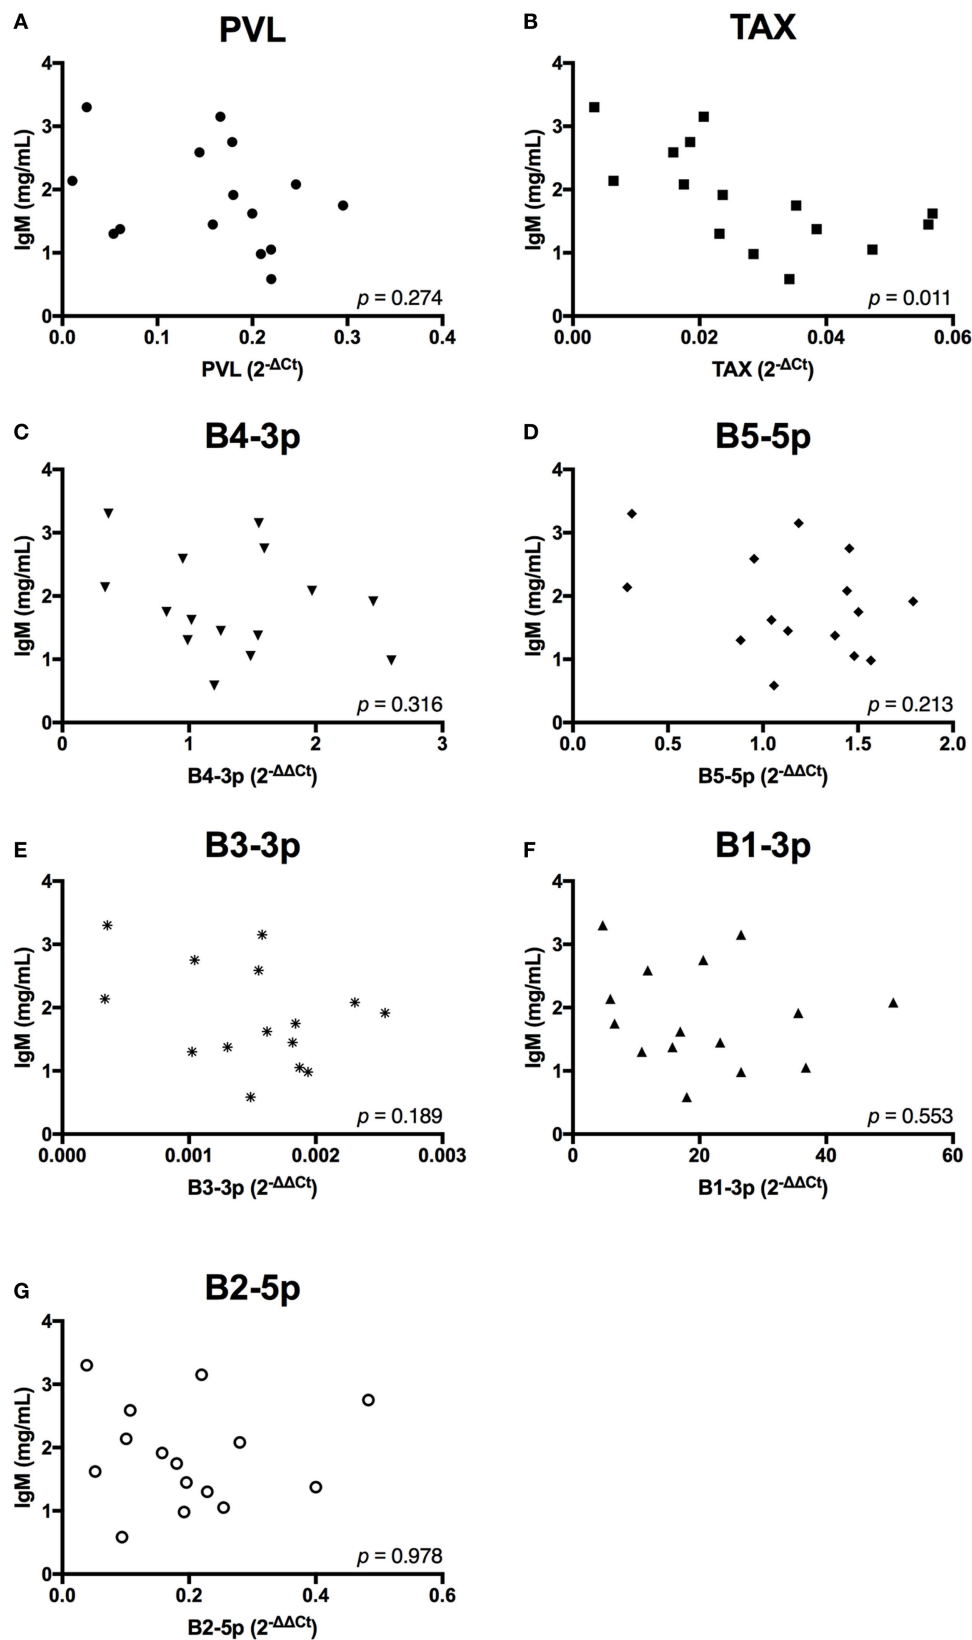 A
PVL
4
3
2
1
0
IgM (mg/mL)
p = 0.274
0.0 0.1 0.2 0.3 0.4
PVL (2-ΔCt)
B
TAX
4
3
2
1
0
IgM (mg/mL)
p = 0.011
0.00 0.02 0.04 0.06
TAX (2-ΔCt)
C
B4-3p
4
3
2
1
0
IgM (mg/mL)
p = 0.316
0 1 2 3
B4-3p (2-ΔΔCt)
D
B5-5p
4
3
2
1
0
IgM (mg/mL)
p = 0.213
0.0 0.5 1.0 1.5 2.0
B5-5p (2-ΔΔCt)
E
B3-3p
4
3
2
1
0
IgM (mg/mL)
p = 0.189
0.000 0.001 0.002 0.003
B3-3p (2-ΔΔCt)
F
B1-3p
4
3
2
1
0
IgM (mg/mL)
p = 0.553
0 20 40 60
B1-3p (2-ΔΔCt)
G
B2-5p
4
3
2
1
0
IgM (mg/mL)
p = 0.978
0.0 0.2 0.4 0.6
B2-5p (2-ΔΔCt)